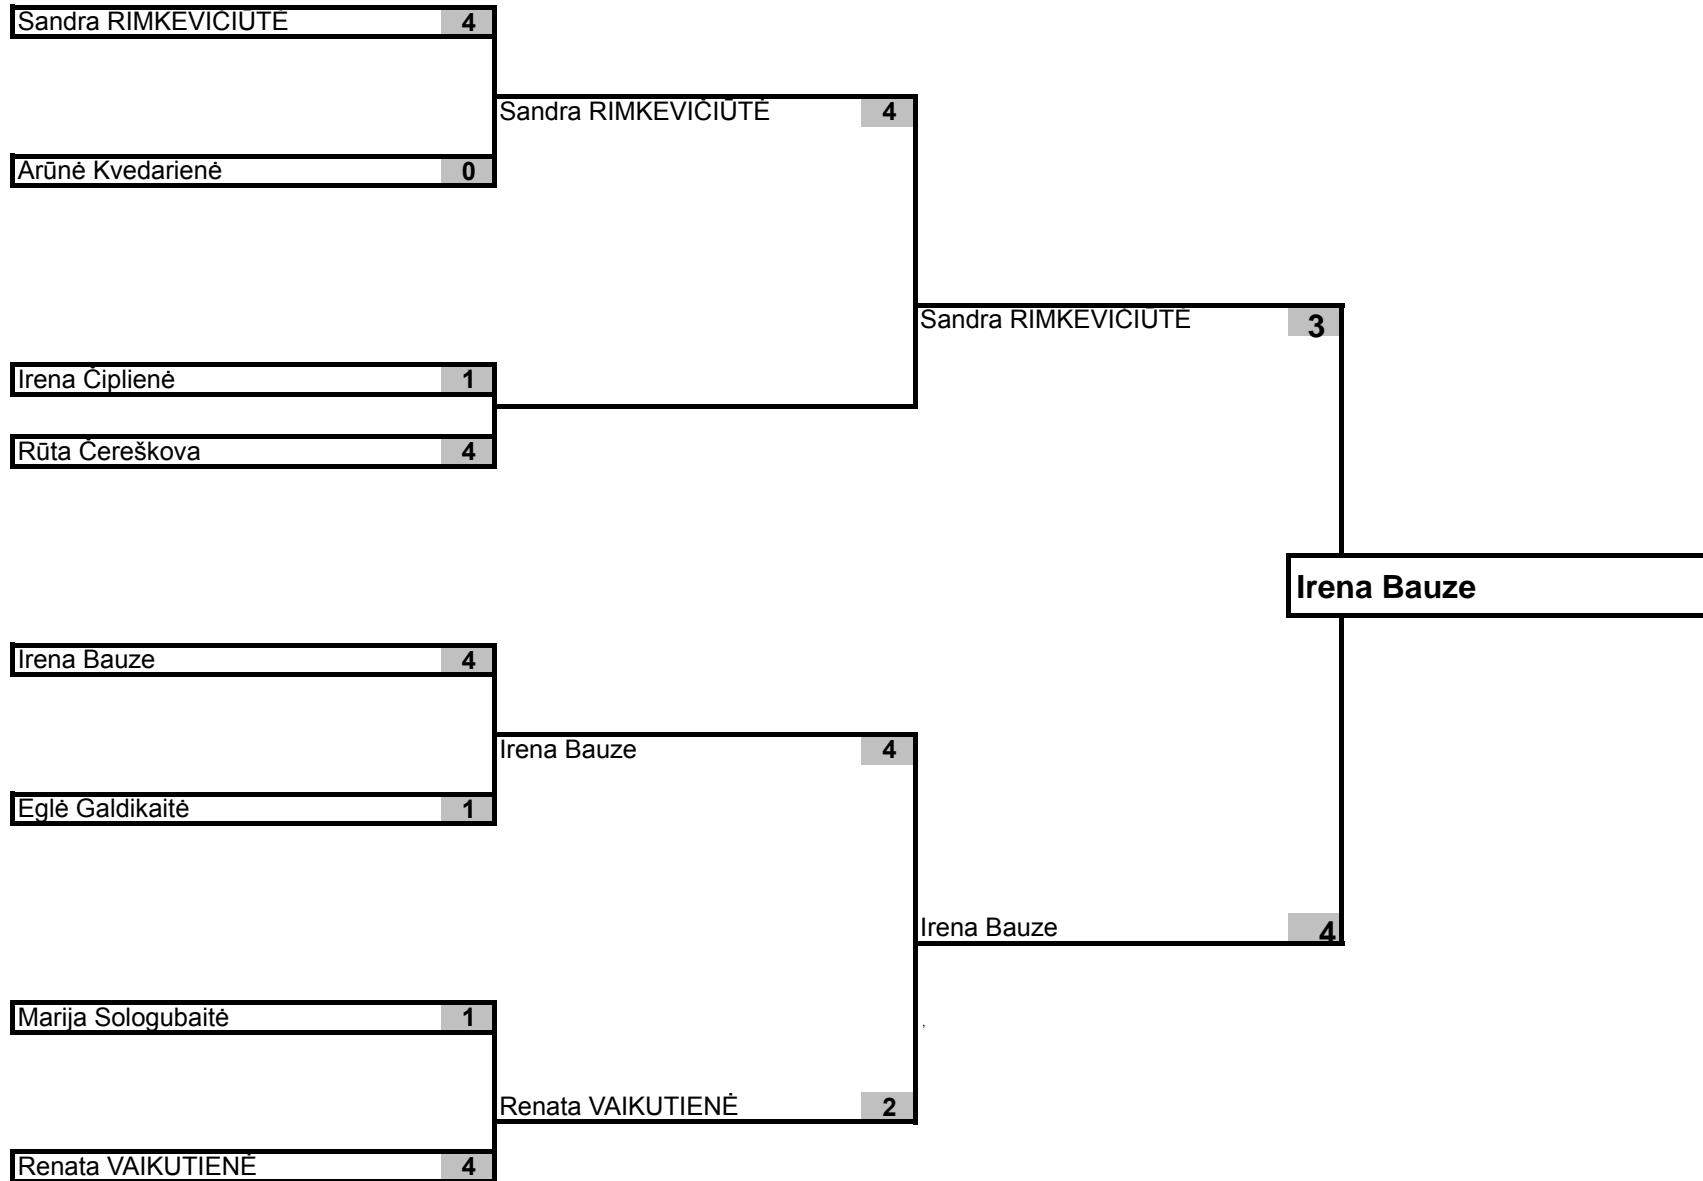 Sandra RIMKEVIČIŪTĖ 4
Sandra RIMKEVIČIŪTĖ 4
Arūnė Kvedarienė 0
Sandra RIMKEVIČIŪTĖ 3
Irena Čiplienė 1
Rūta Čereškova 4
Irena Bauze
Irena Bauze 4
Irena Bauze 4
Eglė Galdikaitė 1
Irena Bauze 4
Marija Sologubaitė 1
,
Renata VAIKUTIENĖ 2
Renata VAIKUTIENĖ 4